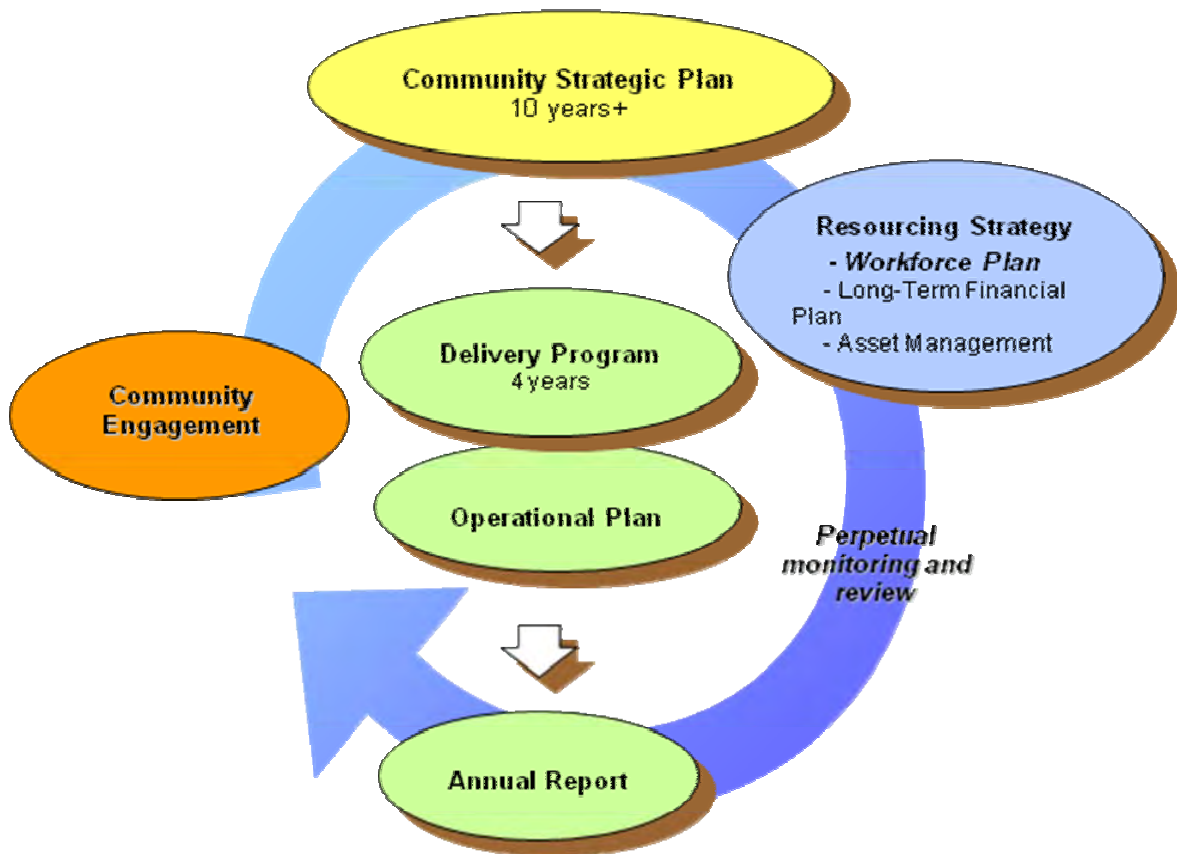 Community Strategic Plan
10 years+
Resourcing Strategy
- Workforce Plan
- Long-Term Financial
Plan
- Asset Management
Delivery Program
4 years
Community
Engagement
Operational Plan
Perpetual
monitoring and
review
Annual Report